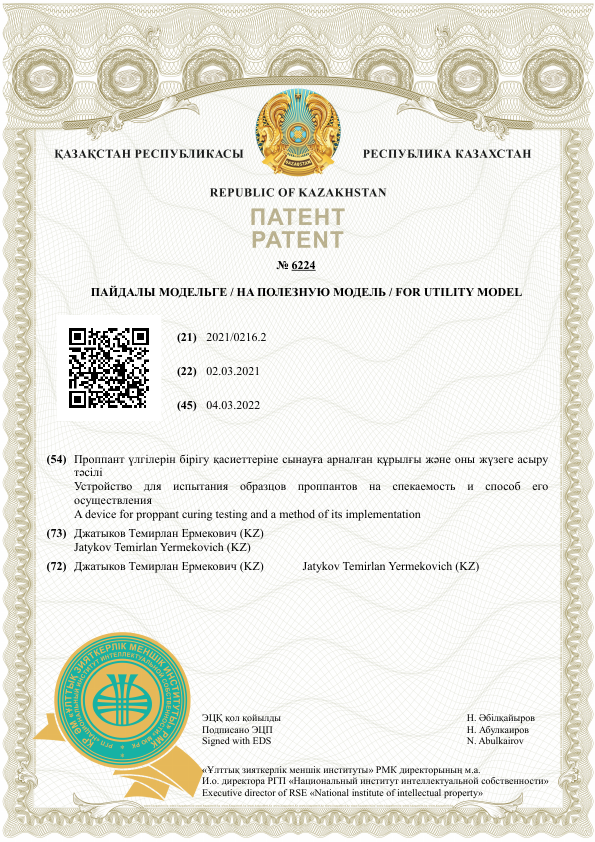 ҚАЗАҚСТАН РЕСПУБЛИКАСЫ
РЕСПУБЛИКА КАЗАХСТАН
REPUBLIC OF KAZAKHSTAN
ПАТЕНТ
PATENT
№ 6224
ПАЙДАЛЫ МОДЕЛЬГЕ / НА ПОЛЕЗНУЮ МОДЕЛЬ / FOR UTILITY MODEL
(21) 2021/0216.2
(22) 02.03.2021
(45) 04.03.2022
(54) Проппант үлгілерін бірігу қасиеттеріне сынауға арналған құрылғы және оны жүзеге асыру
тәсілі
Устройство для испытания образцов проппантов на спекаемость и способ его
осуществления
A device for proppant curing testing and a method of its implementation
(73) Джатыков Темирлан Ермекович (KZ)
Jatykov Temirlan Yermekovich (KZ)
(72) Джатыков Темирлан Ермекович (KZ) Jatykov Temirlan Yermekovich (KZ)
ЭЦҚ қол қойылды Н. Әбілқайыров
Подписано ЭЦП Н. Абулкаиров
Signed with EDS N. Abulkairov
«Ұлттық зияткерлік меншік институты» РМК директорының м.а.
И.о. директора РГП «Национальный институт интеллектуальной собственности»
Executive director of RSE «National institute of intellectual property»